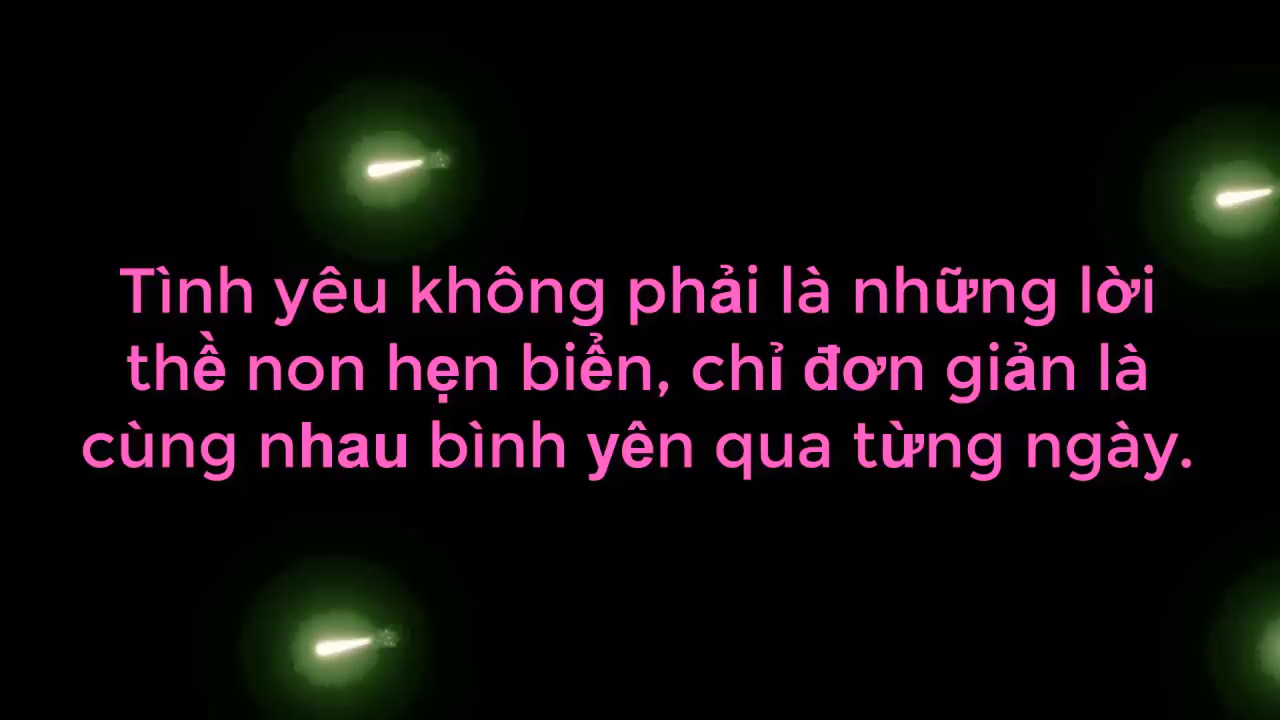 Tình yêu không phải là những lời
thề non hẹn biển, chỉ đơn giản là
cùng nhau bình yên qua từng ngày.